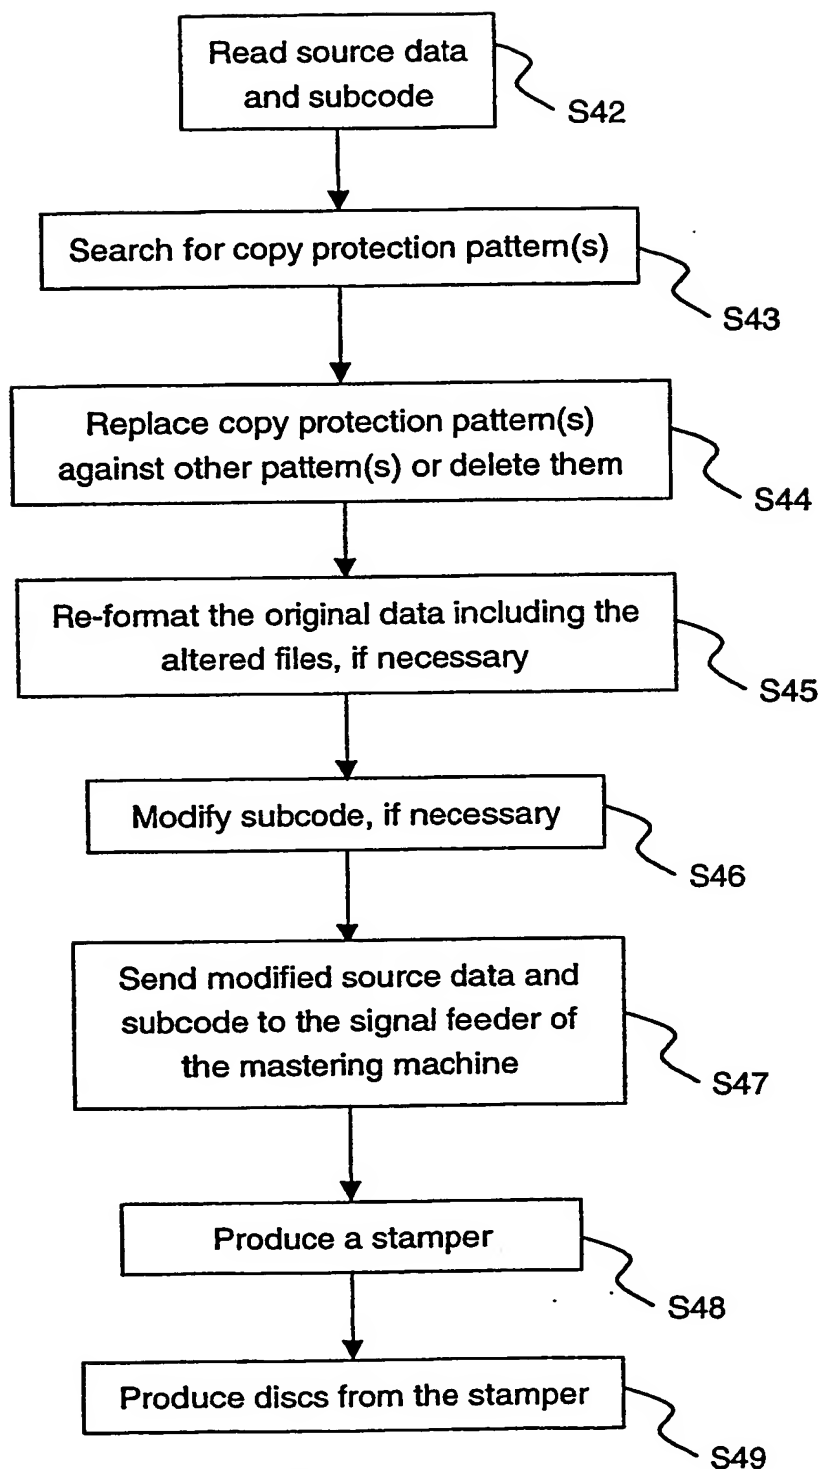 Read source data
and subcode
S42
Search for copy protection pattern(s)
S43
Replace copy protection pattern(s)
against other pattern(s) or delete them
S44
Re-format the original data including the
altered files, if necessary
S45
Modify subcode, if necessary
S46
Send modified source data and
subcode to the signal feeder of
the mastering machine
S47
Produce a stamper
S48
Produce discs from the stamper
S49